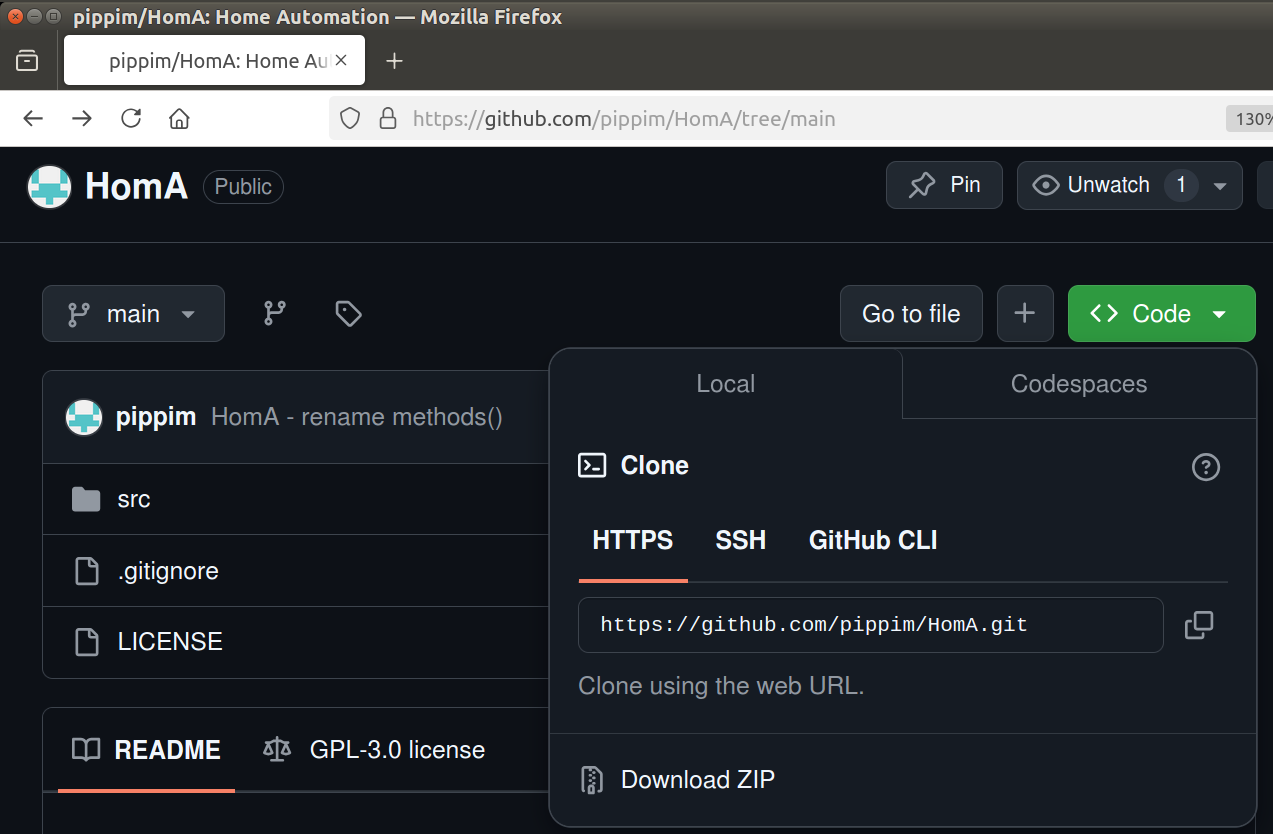 pippim/HomA: Home Automation — Mozilla Firefox
pippim/HomA: Home Au
https://github.com/pippim/HomA/tree/main
130%
HomA Public Pin Unwatch 1
main Go to file Code
Local Codespaces
pippim HomA - rename methods()
Clone
src
HTTPS SSH GitHub CLI
.gitignore
https://github.com/pippim/HomA.git
LICENSE
Clone using the web URL.
README GPL-3.0 license
Download ZIP